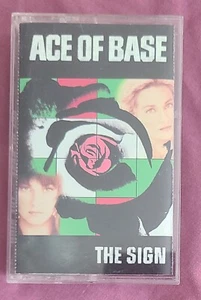 ACE OF BASE
THE SIGN